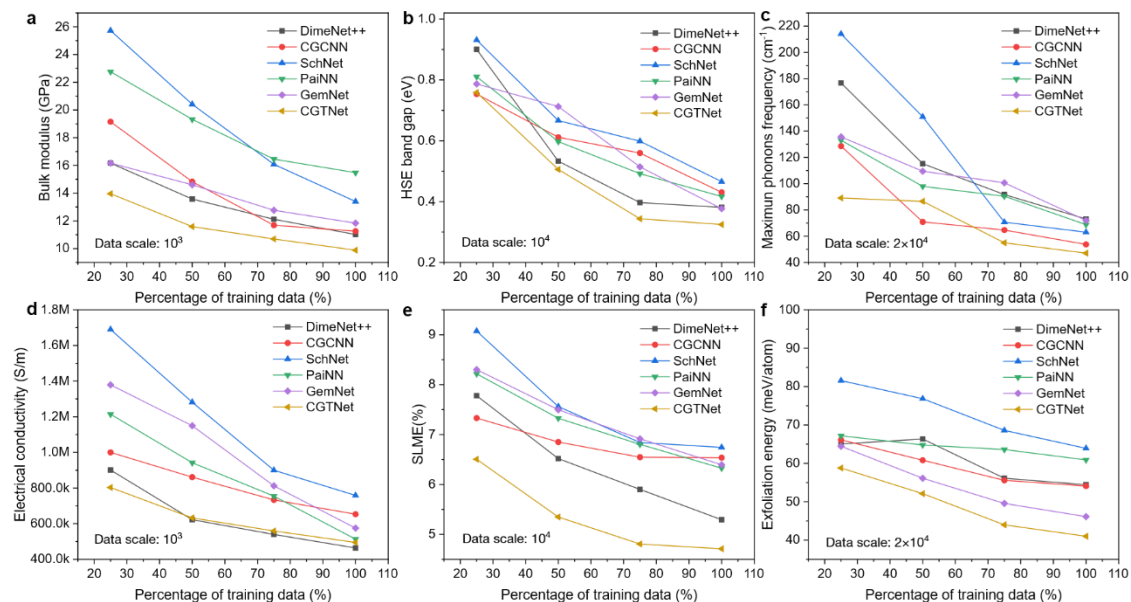 a
Bulk modulus (GPa)
26
24
22
20
18
16
14
12
10
DimeNet++
CGCNN
SchNet
PaiNN
GemNet
CGTNet
Data scale: 10³
20 30 40 50 60 70 80 90 100 110
Percentage of training data (%)
b
HSE band gap (eV)
1.0
0.8
0.6
0.4
0.2
DimeNet++
CGCNN
SchNet
PaiNN
GemNet
CGTNet
Data scale: 10⁴
20 30 40 50 60 70 80 90 100 110
Percentage of training data (%)
c
Maximun phonons frequency (cm⁻¹)
220
200
180
160
140
120
100
80
60
40
DimeNet++
CGCNN
SchNet
PaiNN
GemNet
CGTNet
Data scale: 2×10⁴
20 30 40 50 60 70 80 90 100 110
Percentage of training data (%)
d
Electrical conductivity (S/m)
1.8M
1.6M
1.4M
1.2M
1.0M
800.0k
600.0k
400.0k
DimeNet++
CGCNN
SchNet
PaiNN
GemNet
CGTNet
Data scale: 10³
20 30 40 50 60 70 80 90 100 110
Percentage of training data (%)
e
SLME(%)
9
8
7
6
5
DimeNet++
CGCNN
SchNet
PaiNN
GemNet
CGTNet
Data scale: 10⁴
20 30 40 50 60 70 80 90 100 110
Percentage of training data (%)
f
Exfoliation energy (meV/atom)
100
90
80
70
60
50
40
DimeNet++
CGCNN
SchNet
PaiNN
GemNet
CGTNet
Data scale: 2×10⁴
20 30 40 50 60 70 80 90 100 110
Percentage of training data (%)